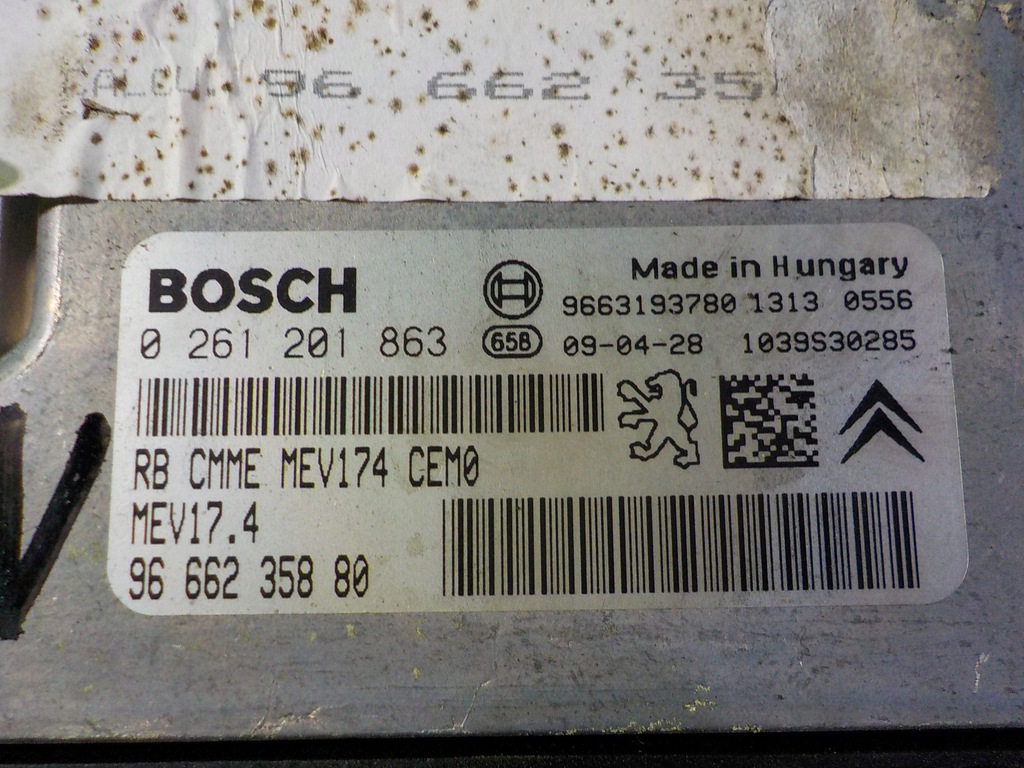 96 662 35
BOSCH
Made in Hungary
9663193780 1313 0556
0 261 201 863
658
09-04-28 1039S30285
RB CMME MEV174 CEM0
MEV17.4
96 662 358 80